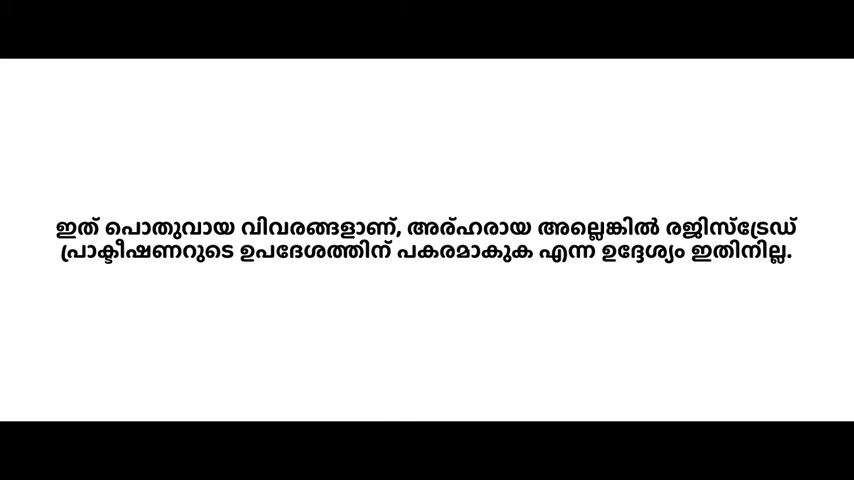 ഇത് പൊതുവായ വിവരങ്ങളാണ്, അര്ഹരായ അല്ലെങ്കിൽ രജിസ്ട്രേഡ്
പ്രാക്ടീഷണറുടെ ഉപദേശത്തിന് പകരമാകുക എന്ന ഉദ്ദേശ്യം ഇതിനില്ല.